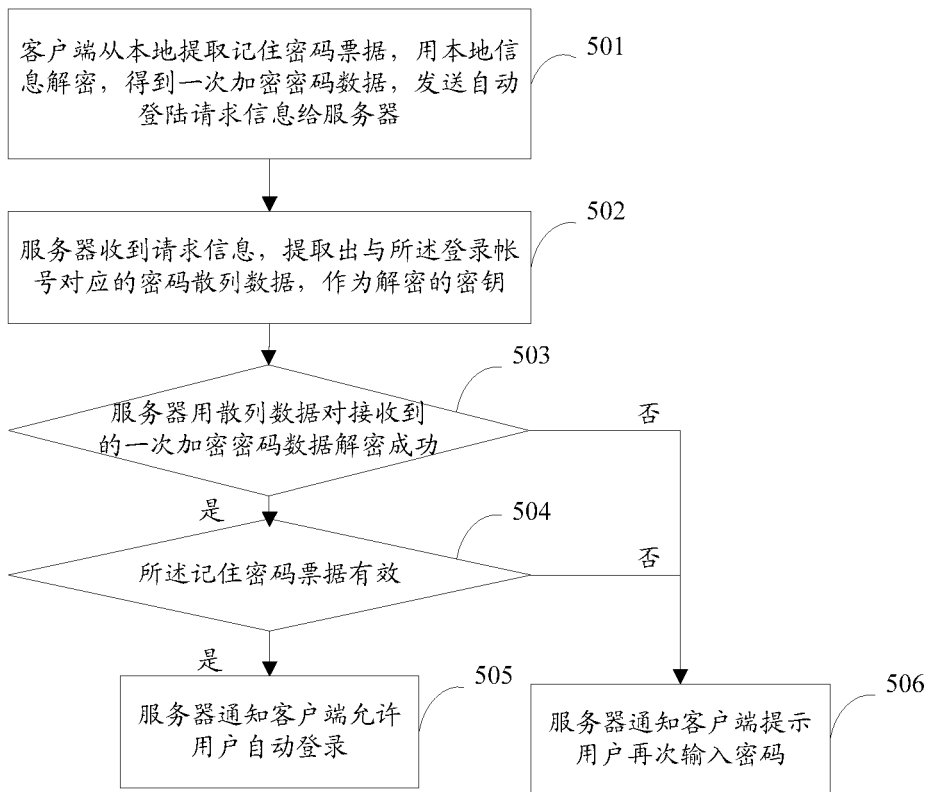 客户端从本地提取记住密码票据，用本地信
息解密，得到一次加密密码数据，发送自动
登陆请求信息给服务器
501
服务器收到请求信息，提取出与所述登录帐
号对应的密码散列数据，作为解密的密钥
502
服务器用散列数据对接收到
的一次加密密码数据解密成功
503
否
是
所述记住密码票据有效
504
否
是
服务器通知客户端允许
用户自动登录
505
服务器通知客户端提示
用户再次输入密码
506